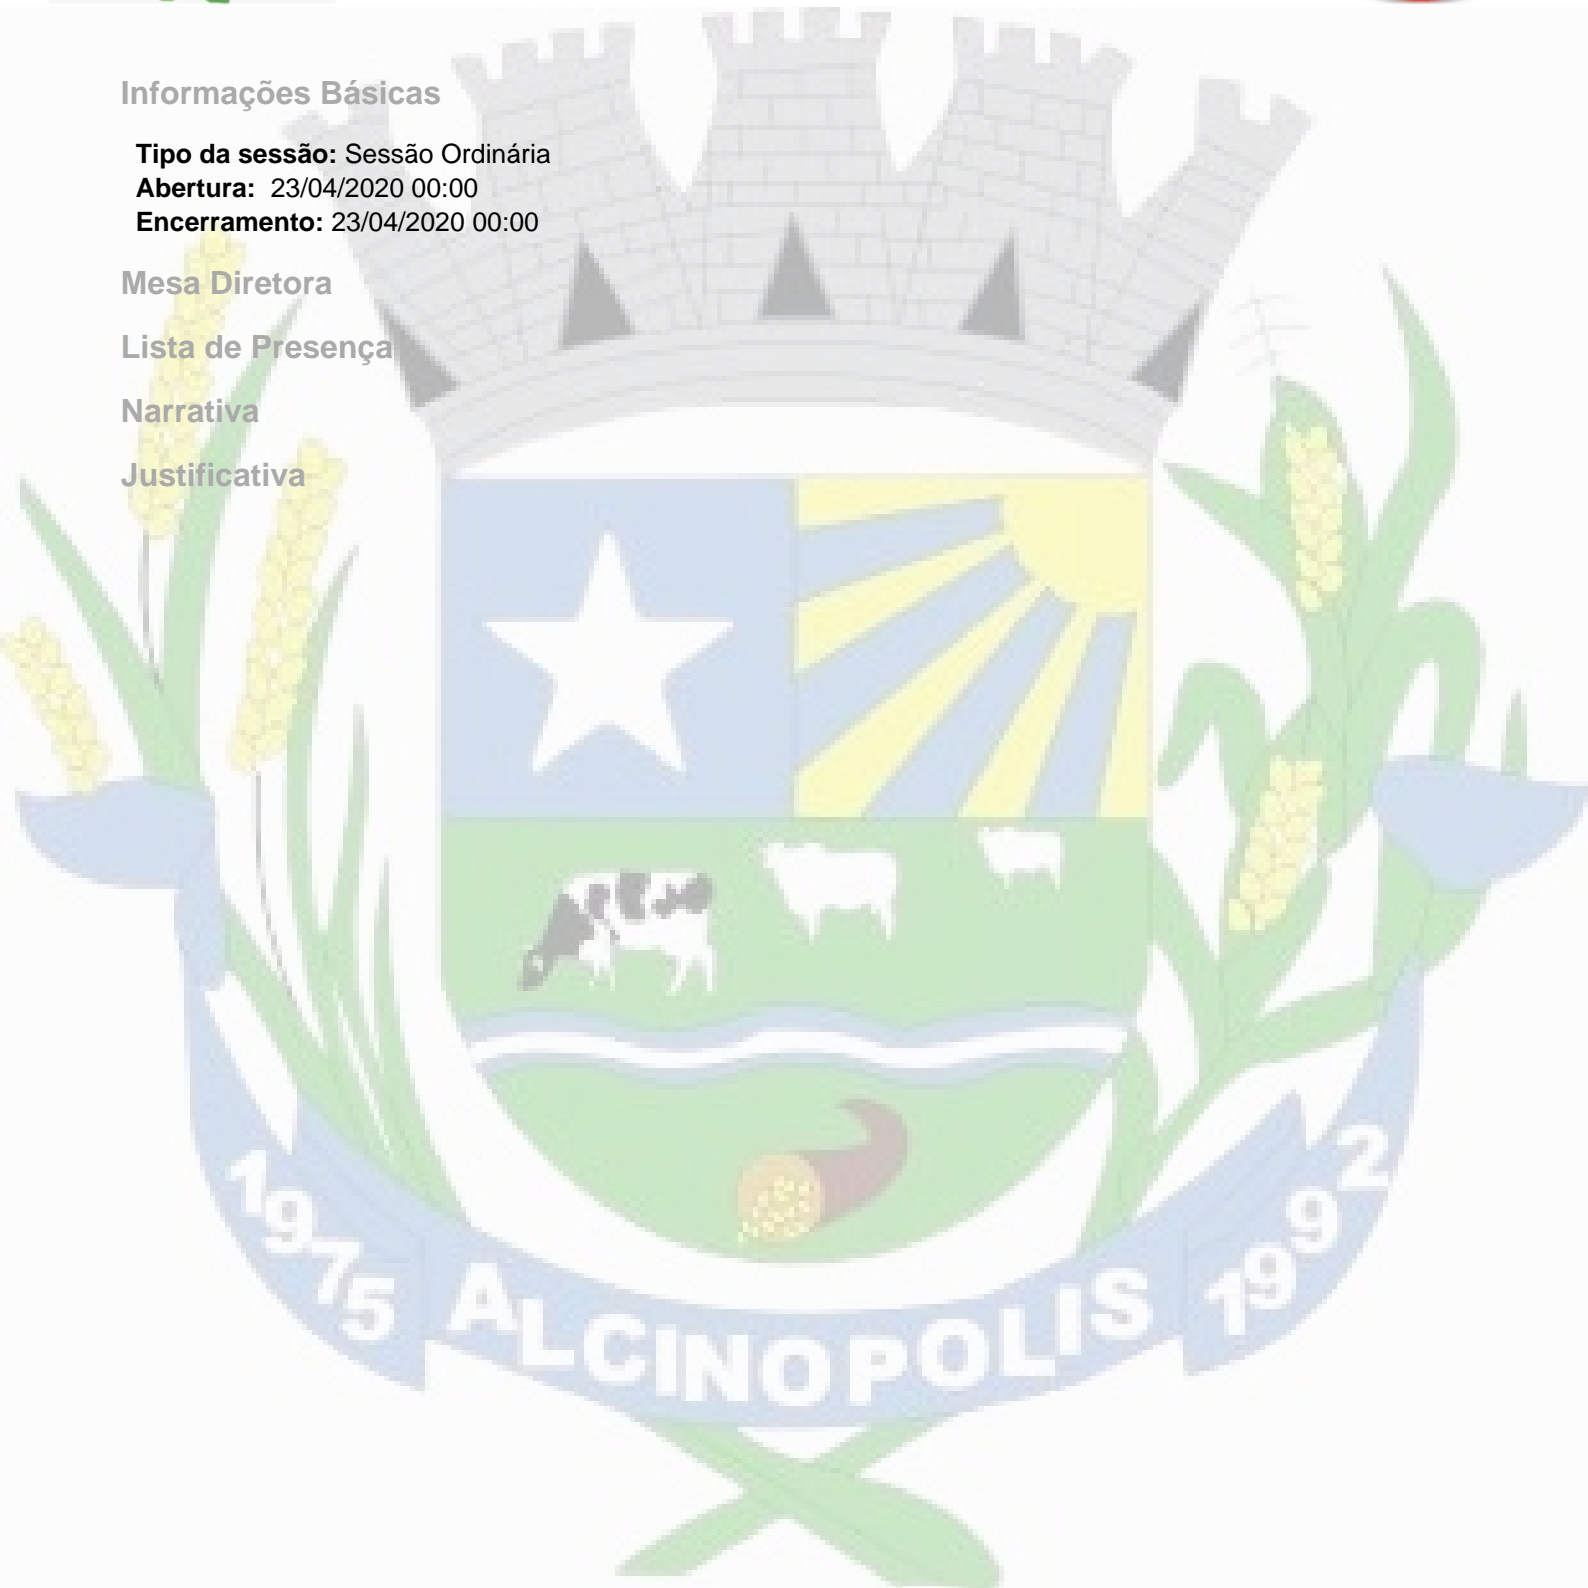 Informações Básicas
Tipo da sessão: Sessão Ordinária
Abertura: 23/04/2020 00:00
Encerramento: 23/04/2020 00:00
Mesa Diretora
Lista de Presença
Narrativa
Justificativa
1975 ALCINOPOLIS 1992